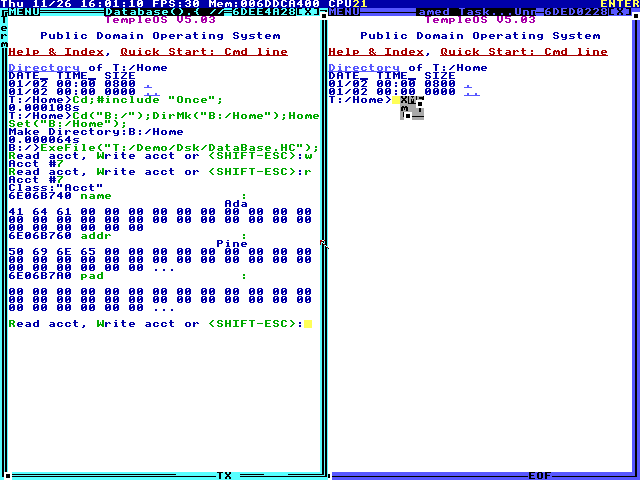 Thu 11/26 16:01:10 FPS:30 Mem:006DDCA400 CPU21 ENTER
MENU Database().{ //=6DEE4A28[X]
TempleOS V5.03
Public Domain Operating System
Help & Index, Quick Start: Cmd line
Directory of T:/Home
DATE_ TIME_ SIZE
01/02 00:00 0800 .
01/02 00:00 0000 ..
T:/Home>Cd;#include "Once";
0.000108s
T:/Home>Cd("B:/");DirMk("B:/Home");Home
Set("B:/Home");
Make Directory:B:/Home
0.000064s
B:/>ExeFile("T:/Demo/Dsk/DataBase.HC");
Read acct, Write acct or <SHIFT-ESC>:w
Acct #7
Read acct, Write acct or <SHIFT-ESC>:r
Acct #7
Class:"Acct"
6E06B740 name :
Ada
41 64 61 00 00 00 00 00 00 00 00 00 00
00 00 00 00 00 00 00 00 00 00 00 00 00
00 00 00 00 00 00
6E06B760 addr :
Pine
50 69 6E 65 00 00 00 00 00 00 00 00 00
00 00 00 00 00 00 00 00 00 00 00 00 00
00 00 00 00 00 00 ...
6E06B7A0 pad :
00 00 00 00 00 00 00 00 00 00 00 00 00
00 00 00 00 00 00 00 00 00 00 00 00 00
00 00 00 00 00 00 ...
Read acct, Write acct or <SHIFT-ESC>:
TX
Term
MENU amed Task...Unr 6DED0228[X]
TempleOS V5.03
Public Domain Operating System
Help & Index, Quick Start: Cmd line
Directory of T:/Home
DATE_ TIME_ SIZE
01/02 00:00 0800 .
01/02 00:00 0000 ..
T:/Home>
EOF